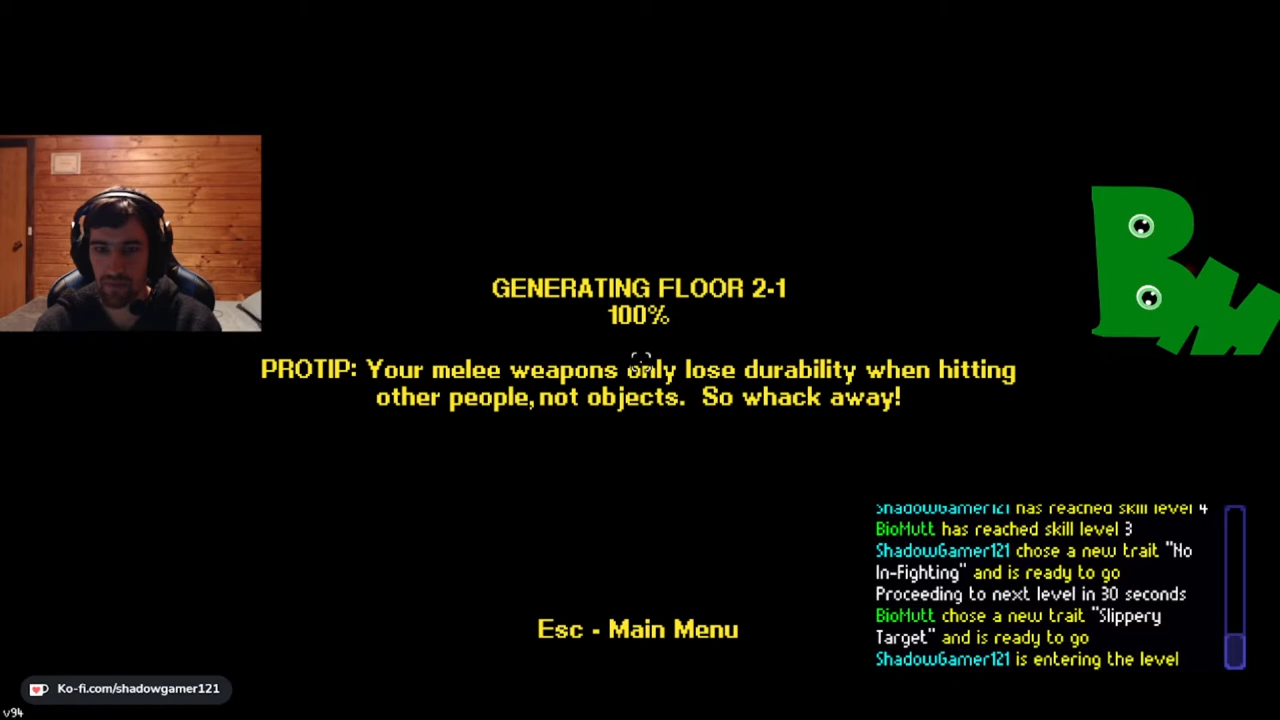 GENERATING FLOOR 2-1
100%
PROTIP: Your melee weapons only lose durability when hitting
other people, not objects. So whack away!
BM
ShadowGamer121 has reached skill level 4
BioMutt has reached skill level 3
ShadowGamer121 chose a new trait "No
In-Fighting" and is ready to go
Proceeding to next level in 30 seconds
BioMutt chose a new trait "Slippery
Target" and is ready to go
ShadowGamer121 is entering the level
Esc - Main Menu
Ko-fi.com/shadowgamer121
v94